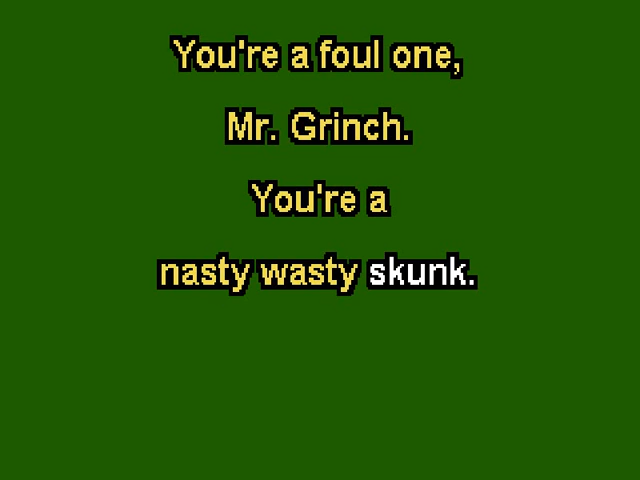 You're a foul one,
Mr. Grinch.
You're a
nasty wasty skunk.